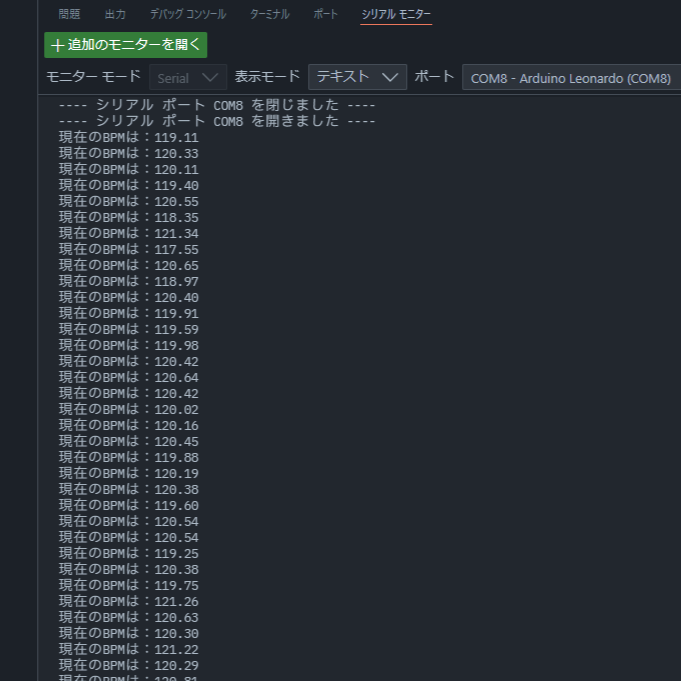 問題 出力 デバッグ コンソール ターミナル ポート シリアル モニター
＋追加のモニターを開く
モニター モード Serial 表示モード テキスト ポート COM8 - Arduino Leonardo (COM8)
---- シリアル ポート COM8 を閉じました ----
---- シリアル ポート COM8 を開きました ----
現在のBPMは：119.11
現在のBPMは：120.33
現在のBPMは：120.11
現在のBPMは：119.40
現在のBPMは：120.55
現在のBPMは：118.35
現在のBPMは：121.34
現在のBPMは：117.55
現在のBPMは：120.65
現在のBPMは：118.97
現在のBPMは：120.40
現在のBPMは：119.91
現在のBPMは：119.59
現在のBPMは：119.98
現在のBPMは：120.42
現在のBPMは：120.64
現在のBPMは：120.42
現在のBPMは：120.02
現在のBPMは：120.16
現在のBPMは：120.45
現在のBPMは：119.88
現在のBPMは：120.19
現在のBPMは：120.38
現在のBPMは：119.60
現在のBPMは：120.54
現在のBPMは：120.54
現在のBPMは：119.25
現在のBPMは：120.38
現在のBPMは：119.75
現在のBPMは：121.26
現在のBPMは：120.63
現在のBPMは：120.30
現在のBPMは：121.22
現在のBPMは：120.29
現在のBPMは：120.81